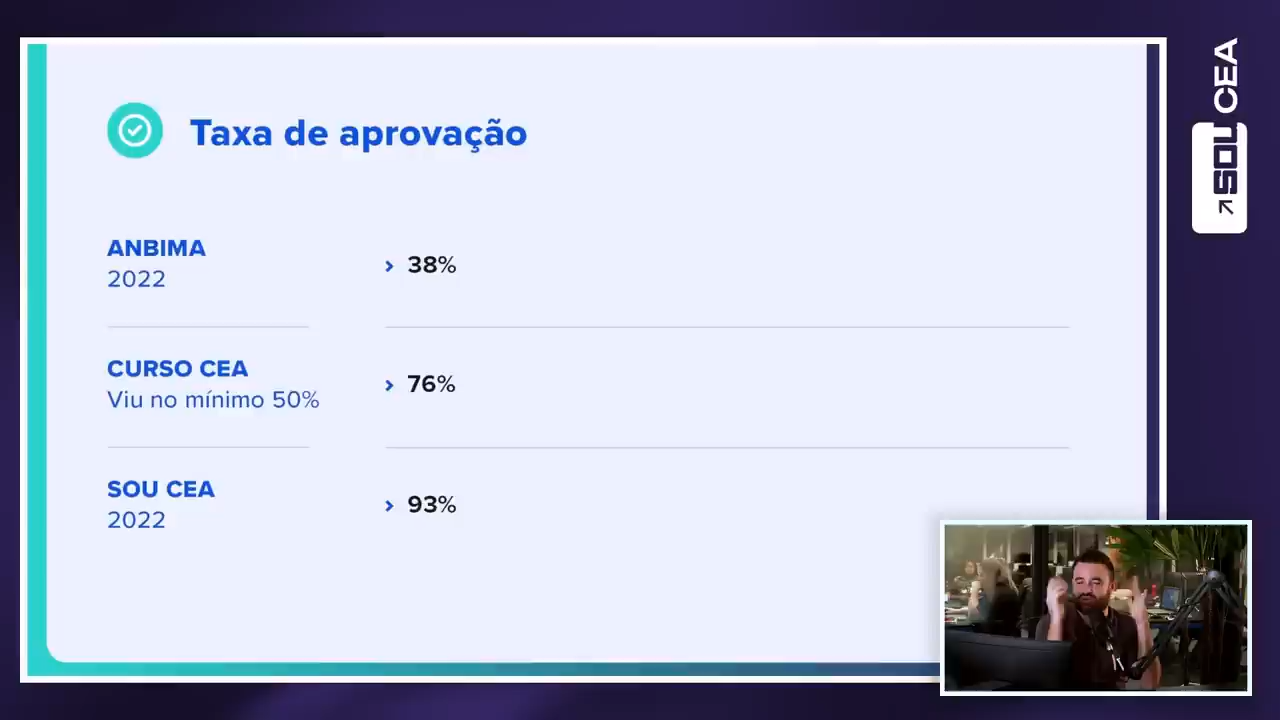 Taxa de aprovação
ANBIMA
2022
38%
CURSO CEA
Viu no mínimo 50%
76%
SOU CEA
2022
93%
SOU CEA